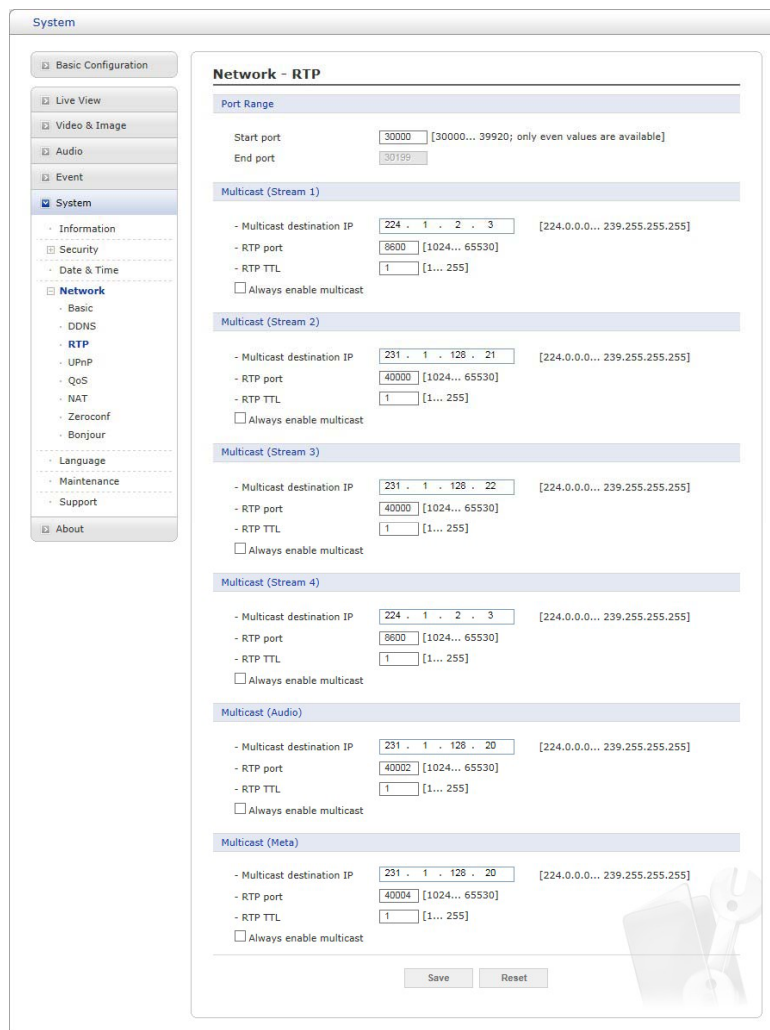 System
Basic Configuration
Live View
Video & Image
Audio
Event
System
Information
Security
Date & Time
Network
Basic
DDNS
RTP
UPnP
QoS
NAT
Zeroconf
Bonjour
Language
Maintenance
Support
About
Network - RTP
Port Range
Start port 30000 [30000... 39920; only even values are available]
End port 30199
Multicast (Stream 1)
- Multicast destination IP 224 . 1 . 2 . 3 [224.0.0.0... 239.255.255.255]
- RTP port 8600 [1024... 65530]
- RTP TTL 1 [1... 255]
Always enable multicast
Multicast (Stream 2)
- Multicast destination IP 231 . 1 . 128 . 21 [224.0.0.0... 239.255.255.255]
- RTP port 40000 [1024... 65530]
- RTP TTL 1 [1... 255]
Always enable multicast
Multicast (Stream 3)
- Multicast destination IP 231 . 1 . 128 . 22 [224.0.0.0... 239.255.255.255]
- RTP port 40000 [1024... 65530]
- RTP TTL 1 [1... 255]
Always enable multicast
Multicast (Stream 4)
- Multicast destination IP 224 . 1 . 2 . 3 [224.0.0.0... 239.255.255.255]
- RTP port 8600 [1024... 65530]
- RTP TTL 1 [1... 255]
Always enable multicast
Multicast (Audio)
- Multicast destination IP 231 . 1 . 128 . 20 [224.0.0.0... 239.255.255.255]
- RTP port 40002 [1024... 65530]
- RTP TTL 1 [1... 255]
Always enable multicast
Multicast (Meta)
- Multicast destination IP 231 . 1 . 128 . 20 [224.0.0.0... 239.255.255.255]
- RTP port 40004 [1024... 65530]
- RTP TTL 1 [1... 255]
Always enable multicast
Save Reset